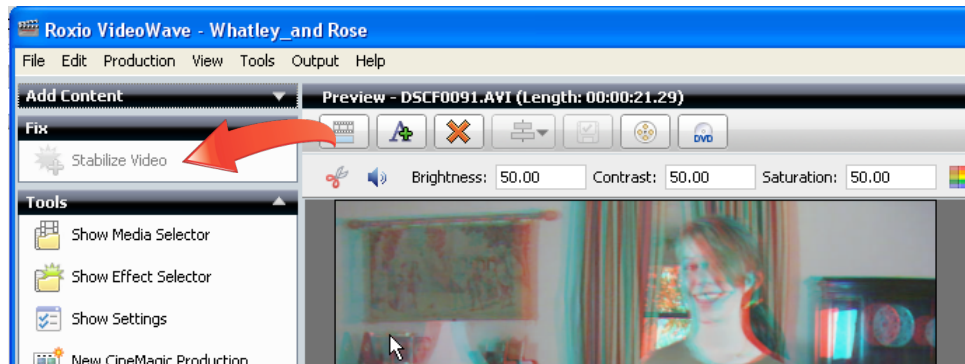 Roxio VideoWave - Whatley_and Rose
File Edit Production View Tools Output Help
Add Content
Preview - DSCF0091.AVI (Length: 00:00:21.29)
Fix
DVD
Stabilize Video
Brightness: 50.00 Contrast: 50.00 Saturation: 50.00
Tools
Show Media Selector
Show Effect Selector
Show Settings
New CineMagic Production